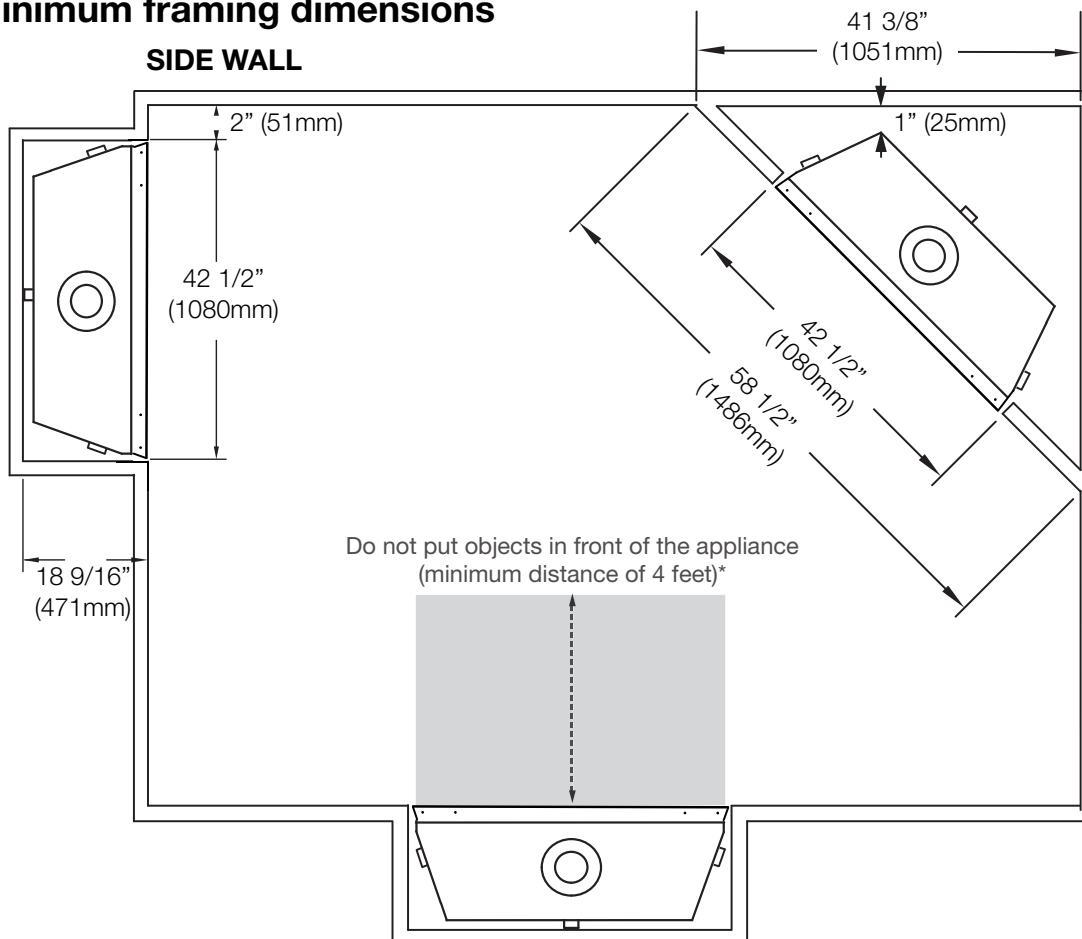 inimum framing dimensions
SIDE WALL
41 3/8”
(1051mm)
2” (51mm)
1” (25mm)
42 1/2”
(1080mm)
42 1/2”
(1080mm)
58 1/2”
(1486mm)
18 9/16”
(471mm)
Do not put objects in front of the appliance
(minimum distance of 4 feet)*